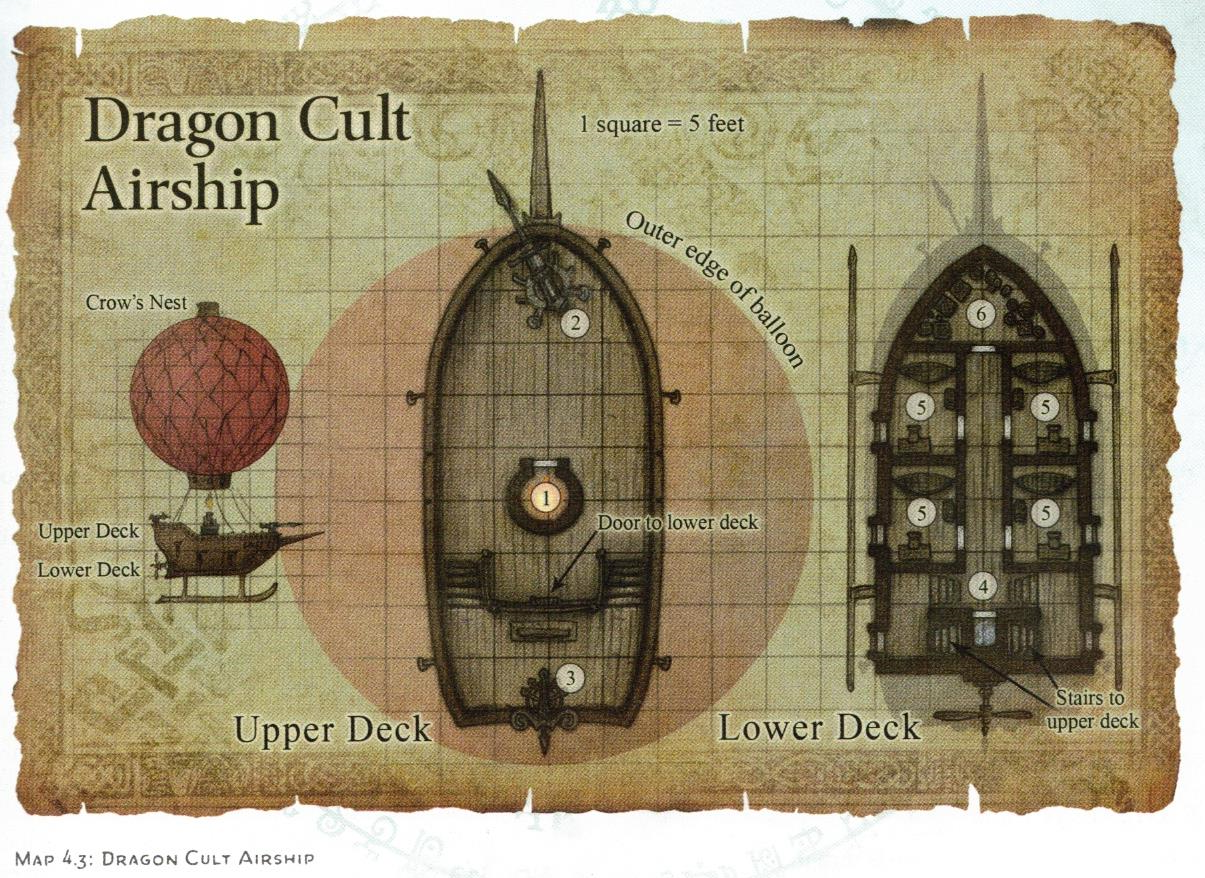 Dragon Cult
Airship
1 square = 5 feet
Outer edge of balloon
Crow's Nest
Upper Deck
Lower Deck
1
2
3
Door to lower deck
Upper Deck
6
5
5
5
5
4
Stairs to
upper deck
Lower Deck
MAP 4.3: DRAGON CULT AIRSHIP